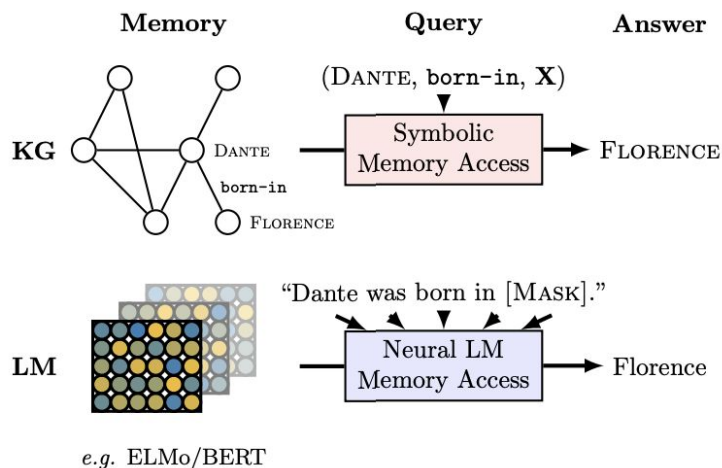 Memory Query Answer
(DANTE, born-in, X)
KG
DANTE
born-in
FLORENCE
Symbolic
Memory Access
FLORENCE
“Dante was born in [MASK].”
LM
Neural LM
Memory Access
Florence
e.g. ELMo/BERT